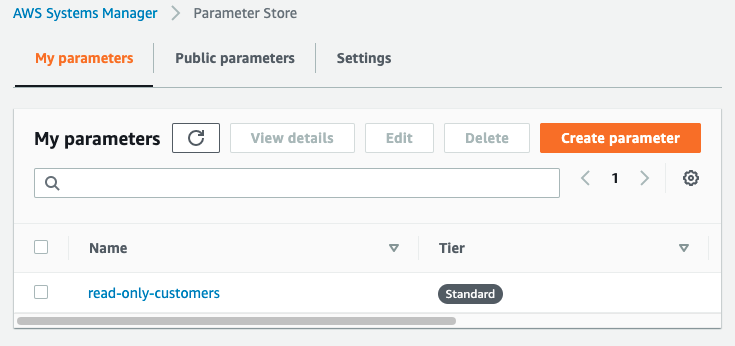 AWS Systems Manager > Parameter Store
My parameters Public parameters Settings
My parameters View details Edit Delete Create parameter
1
Name Tier
read-only-customers Standard